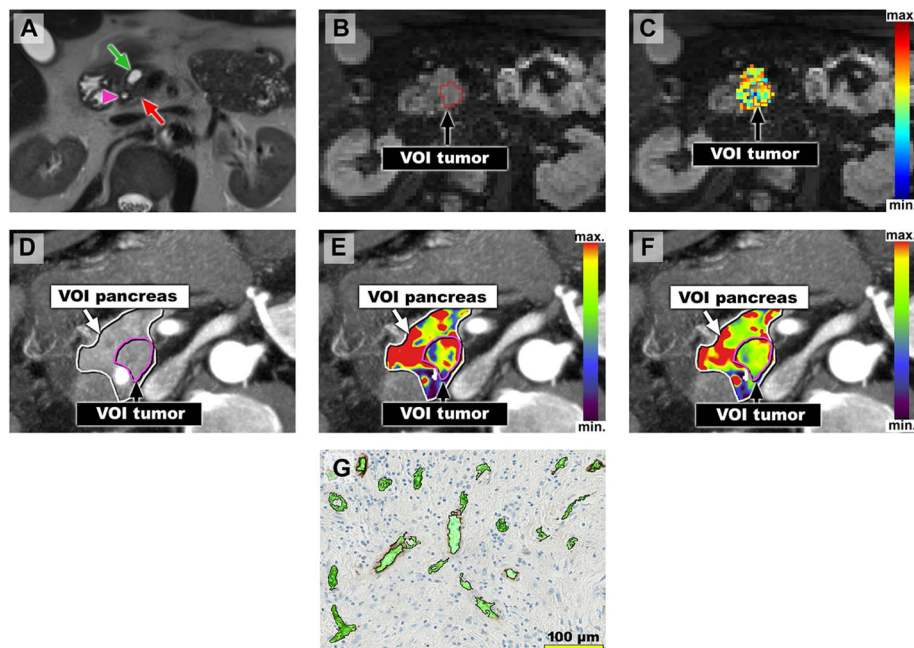 A
B
VOI tumor
C
VOI tumor
max.
min.
D
VOI pancreas
VOI tumor
E
max.
VOI pancreas
VOI tumor
min.
F
max.
VOI pancreas
VOI tumor
min.
G
100 µm